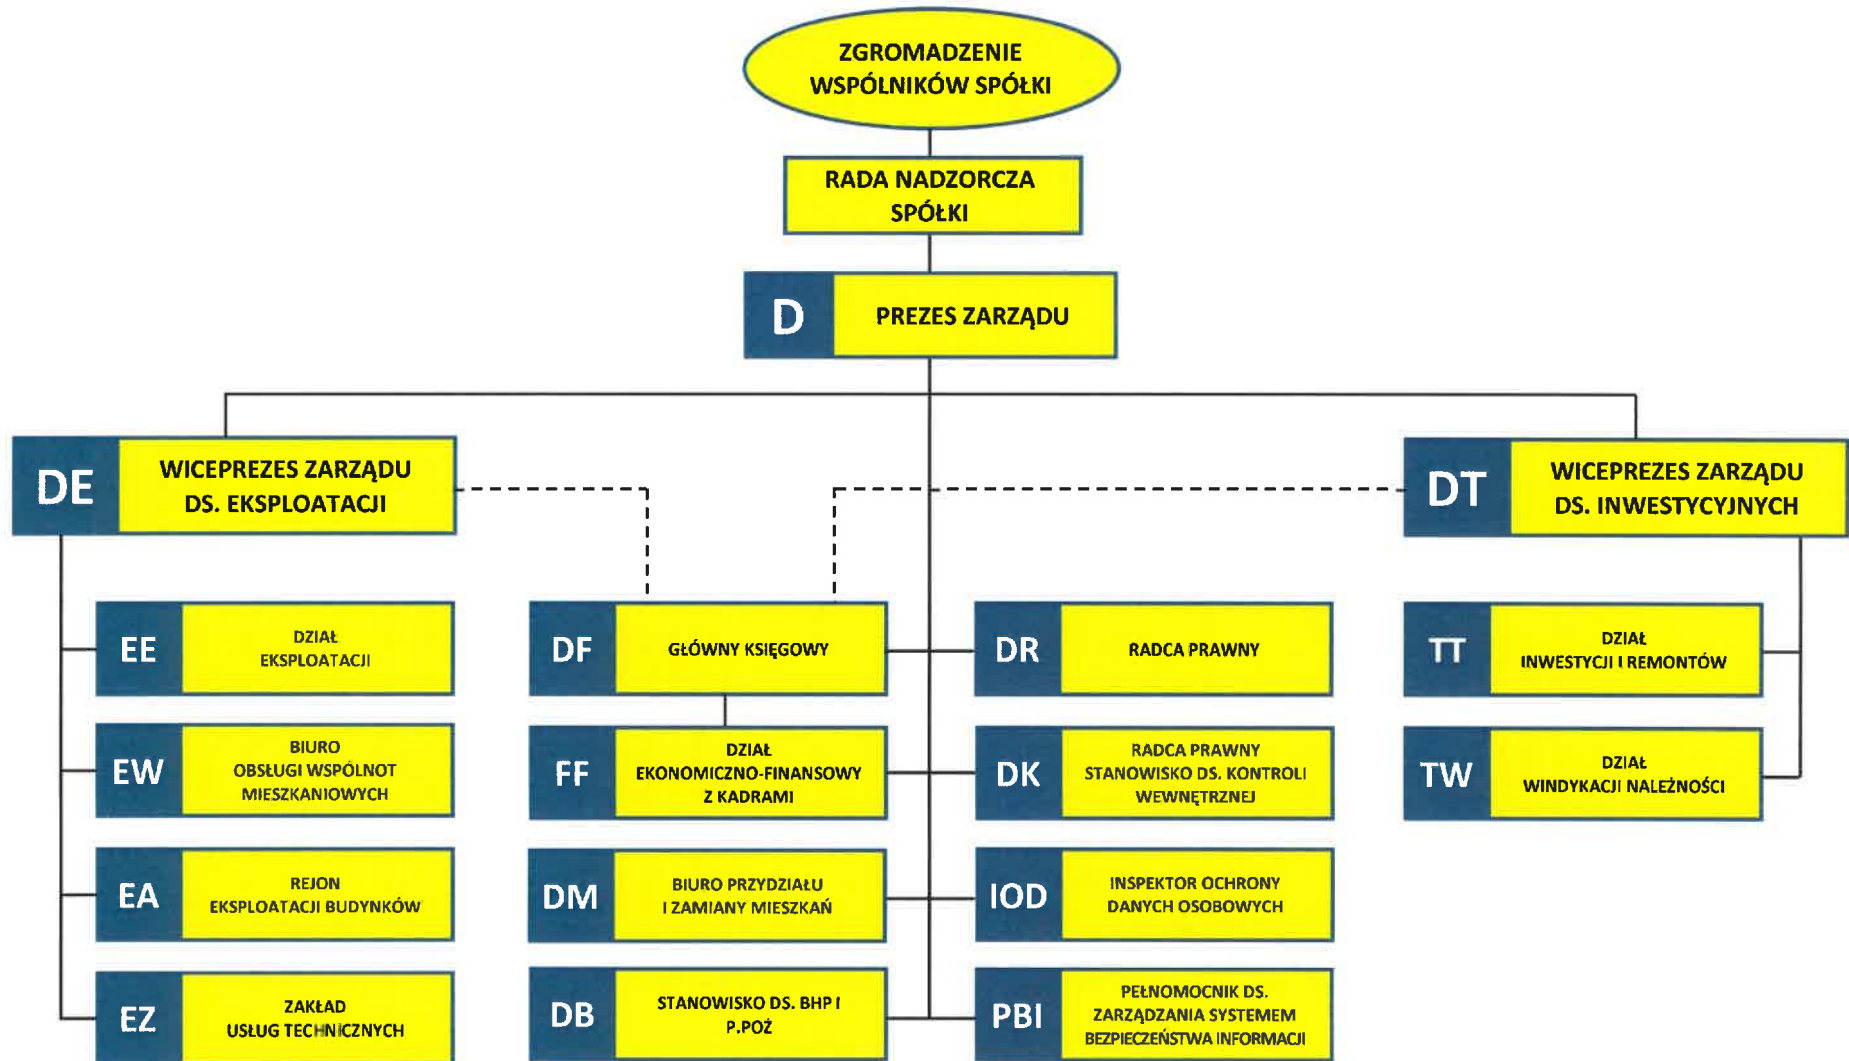 ZGROMADZENIE
WSPÓLNIKÓW SPÓŁKI
RADA NADZORCZA
SPÓŁKI
D
PREZES ZARZĄDU
DE
WICEPREZES ZARZĄDU
DS. EKSPLOATACJI
DT
WICEPREZES ZARZĄDU
DS. INWESTYCYJNYCH
EE
DZIAŁ
EKSPLOATACJI
DF
GŁÓWNY KSIĘGOWY
DR
RADCA PRAWNY
TT
DZIAŁ
INWESTYCJI I REMONTÓW
EW
BIURO
OBSŁUGI WSPÓLNOT
MIESZKANIOWYCH
FF
DZIAŁ
EKONOMICZNO-FINANSOWY
Z KADRAMI
DK
RADCA PRAWNY
STANOWISKO DS. KONTROLI
WEWNĘTRZNEJ
TW
DZIAŁ
WINDYKACJI NALEŻNOŚCI
EA
REJON
EKSPLOATACJI BUDYNKÓW
DM
BIURO PRZYDZIAŁU
I ZAMIANY MIESZKAŃ
IOD
INSPEKTOR OCHRONY
DANYCH OSOBOWYCH
EZ
ZAKŁAD
USŁUG TECHNICZNYCH
DB
STANOWISKO DS. BHP I
P.POŻ
PBI
PEŁNOMOCNIK DS.
ZARZĄDZANIA SYSTEMEM
BEZPIECZEŃSTWA INFORMACJI